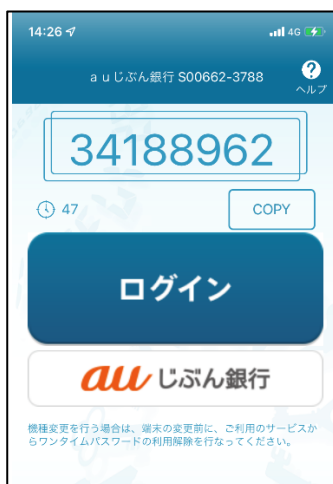 14:26 4G
auじぶん銀行 S00662-3788
ヘルプ
34188962
47 COPY
ログイン
au じぶん銀行
機種変更を行う場合は、端末の変更前に、ご利用のサービスか
らワンタイムパスワードの利用解除を行なってください。